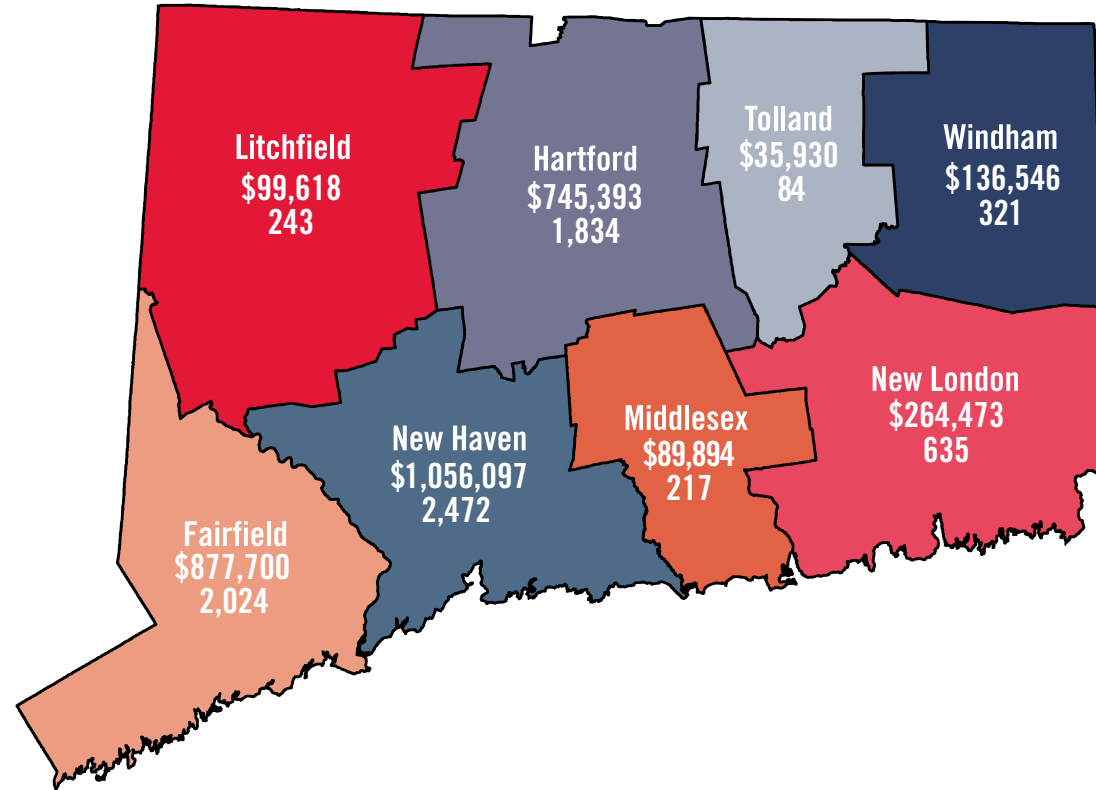 Litchfield
$99,618
243
Hartford
$745,393
1,834
Tolland
$35,930
84
Windham
$136,546
321
Fairfield
$877,700
2,024
New Haven
$1,056,097
2,472
Middlesex
$89,894
217
New London
$264,473
635